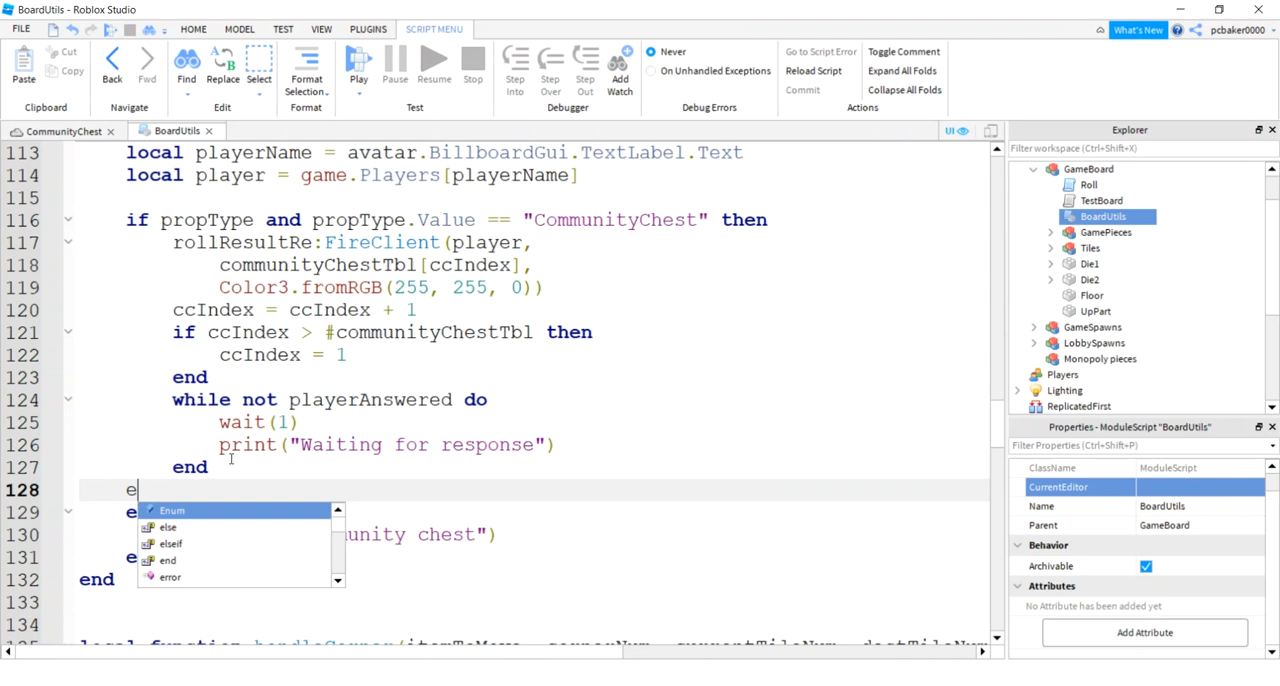 BoardUtils - Roblox Studio
FILE HOME MODEL TEST VIEW PLUGINS SCRIPT MENU What's New pcbaker0000
Paste Cut Copy Back Fwd Find Replace Select Format Selection Play Pause Resume Stop Step Into Step Over Step Out Add Watch Never On Unhandled Exceptions Go to Script Error Reload Script Commit Toggle Comment Expand All Folds Collapse All Folds
Clipboard Navigate Edit Format Test Debugger Debug Errors Actions
CommunityChest BoardUtils UI
113 local playerName = avatar.BillboardGui.TextLabel.Text
114 local player = game.Players[playerName]
115
116 if propType and propType.Value == "CommunityChest" then
117 rollResultRe:FireClient(player,
118 communityChestTbl[ccIndex],
119 Color3.fromRGB(255, 255, 0))
120 ccIndex = ccIndex + 1
121 if ccIndex > #communityChestTbl then
122 ccIndex = 1
123 end
124 while not playerAnswered do
125 wait(1)
126 print("Waiting for response")
127 end
128 e
129 e
130 unity chest")
131 e
132 end
133
134
Enum
else
elseif
end
error
Explorer
Filter workspace (Ctrl+Shift+X)
GameBoard
Roll
TestBoard
BoardUtils
GamePieces
Tiles
Die1
Die2
Floor
UpPart
GameSpawns
LobbySpawns
Monopoly pieces
Players
Lighting
ReplicatedFirst
Properties - ModuleScript "BoardUtils"
Filter Properties (Ctrl+Shift+P)
ClassName ModuleScript
CurrentEditor
Name BoardUtils
Parent GameBoard
Behavior
Archivable
Attributes
No Attribute has been added yet
Add Attribute